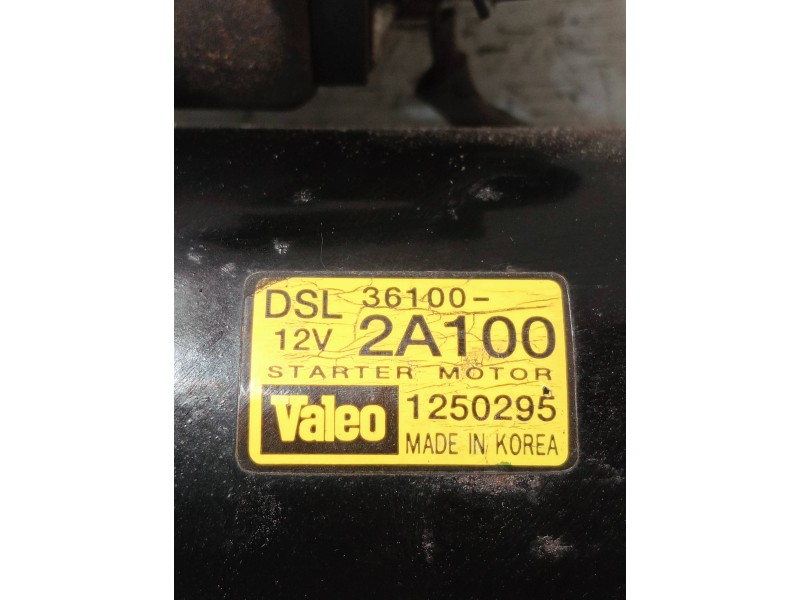 DSL 36100-
12V 2A100
STARTER MOTOR
Valeo 1250295
MADE IN KOREA